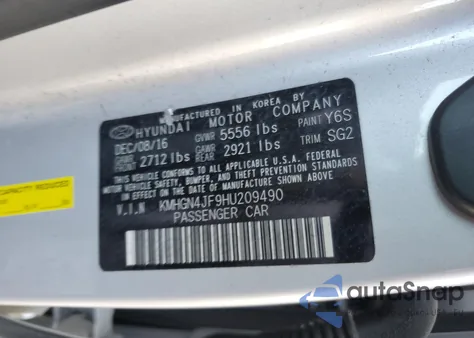 MANUFACTURED IN KOREA BY
HYUNDAI MOTOR COMPANY
DEC/08/16 GVWR 5556 lbs PAINT Y6S
GAWR FRONT 2712 lbs GAWR REAR 2921 lbs TRIM SG2
THIS VEHICLE CONFORMS TO ALL APPLICABLE U.S.A. FEDERAL
MOTOR VEHICLE SAFETY, BUMPER, AND THEFT PREVENTION
STANDARDS IN EFFECT ON THE DATE OF MANUFACTURE SHOWN ABOVE.
V.I.N KMHGN4JF9HU209490
PASSENGER CAR
CAPACITY REDUCED
autoSnap